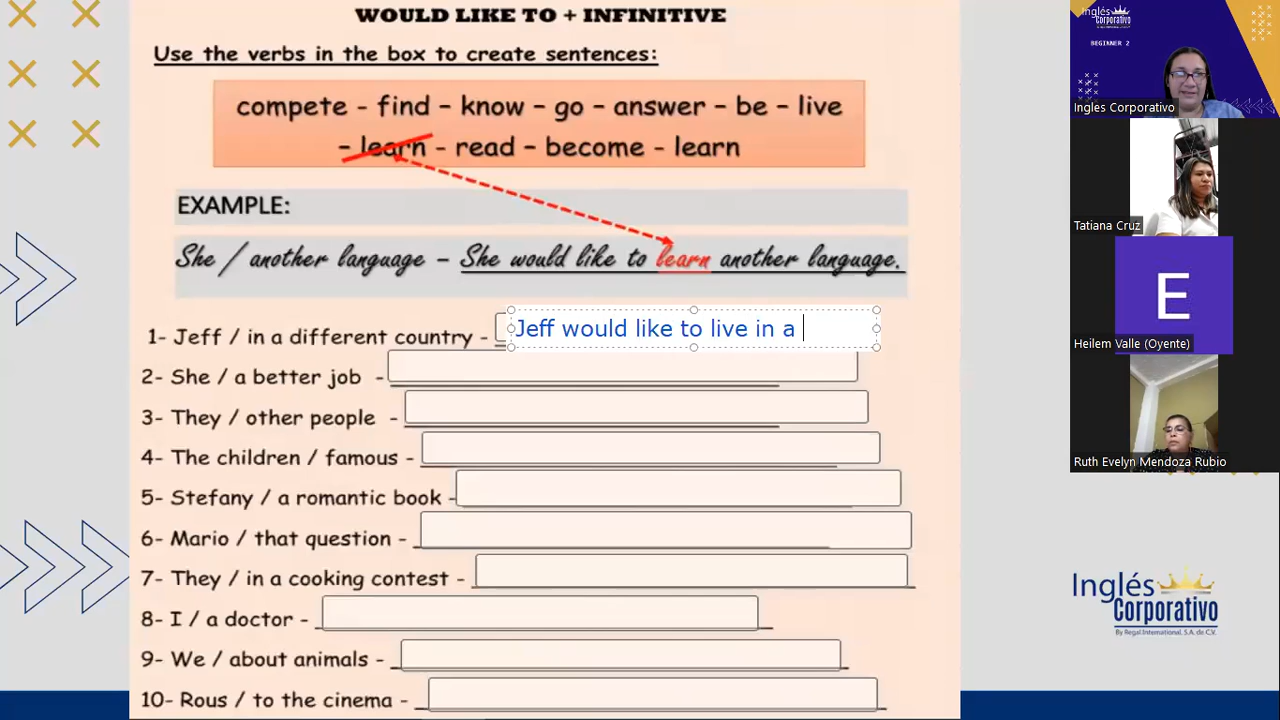 WOULD LIKE TO + INFINITIVE
Use the verbs in the box to create sentences:
compete - find - know - go - answer - be - live
- learn - read - become - learn
EXAMPLE:
She / another language - She would like to learn another language.
1- Jeff / in a different country - Jeff would like to live in a
2- She / a better job -
3- They / other people -
4- The children / famous -
5- Stefany / a romantic book -
6- Mario / that question -
7- They / in a cooking contest -
8- I / a doctor -
9- We / about animals -
10- Rous / to the cinema -
Inglés
Corporativo
BEGINNER 2
Ingles Corporativo
Tatiana Cruz
E
Heilem Valle (Oyente)
Ruth Evelyn Mendoza Rubio
Inglés
Corporativo
By Regal International, S.A. de C.V.